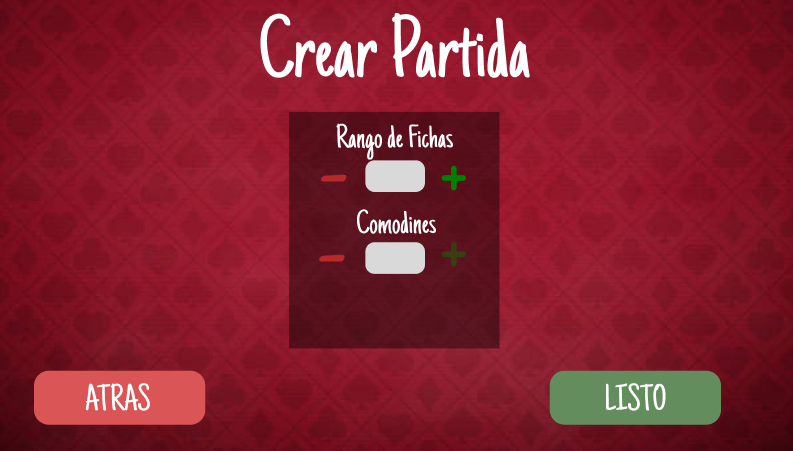 Crear Partida
Rango de Fichas
− +
Comodines
− +
ATRAS
LISTO